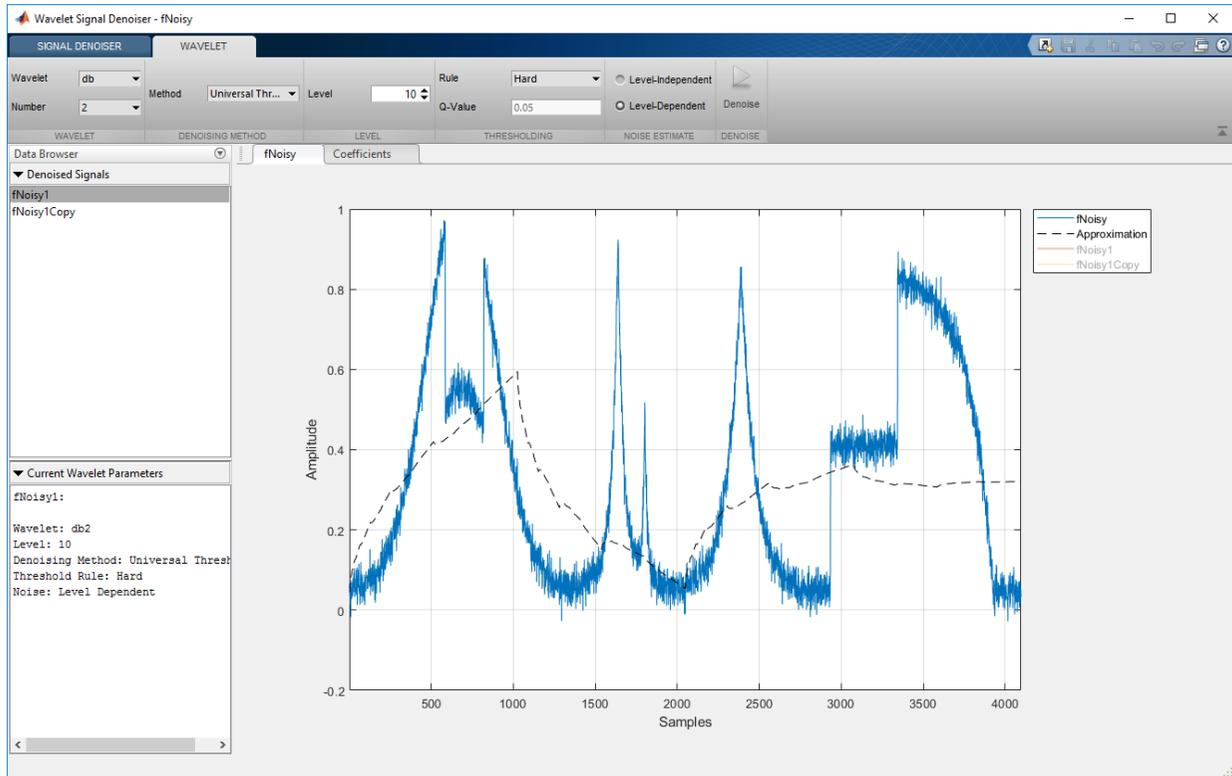 Wavelet Signal Denoiser - fNoisy
SIGNAL DENOISER WAVELET
Wavelet db
Number 2
WAVELET
Method Universal Thr...
DENOISING METHOD
Level 10
LEVEL
Rule Hard
Q-Value 0.05
THRESHOLDING
Level-Independent
Level-Dependent
NOISE ESTIMATE
Denoise
DENOISE
Data Browser
Denoised Signals
fNoisy1
fNoisy1Copy
Current Wavelet Parameters
fNoisy1:
Wavelet: db2
Level: 10
Denoising Method: Universal Thresh
Threshold Rule: Hard
Noise: Level Dependent
fNoisy Coefficients
1
0.8
0.6
0.4
0.2
0
-0.2
Amplitude
500 1000 1500 2000 2500 3000 3500 4000
Samples
fNoisy
Approximation
fNoisy1
fNoisy1Copy